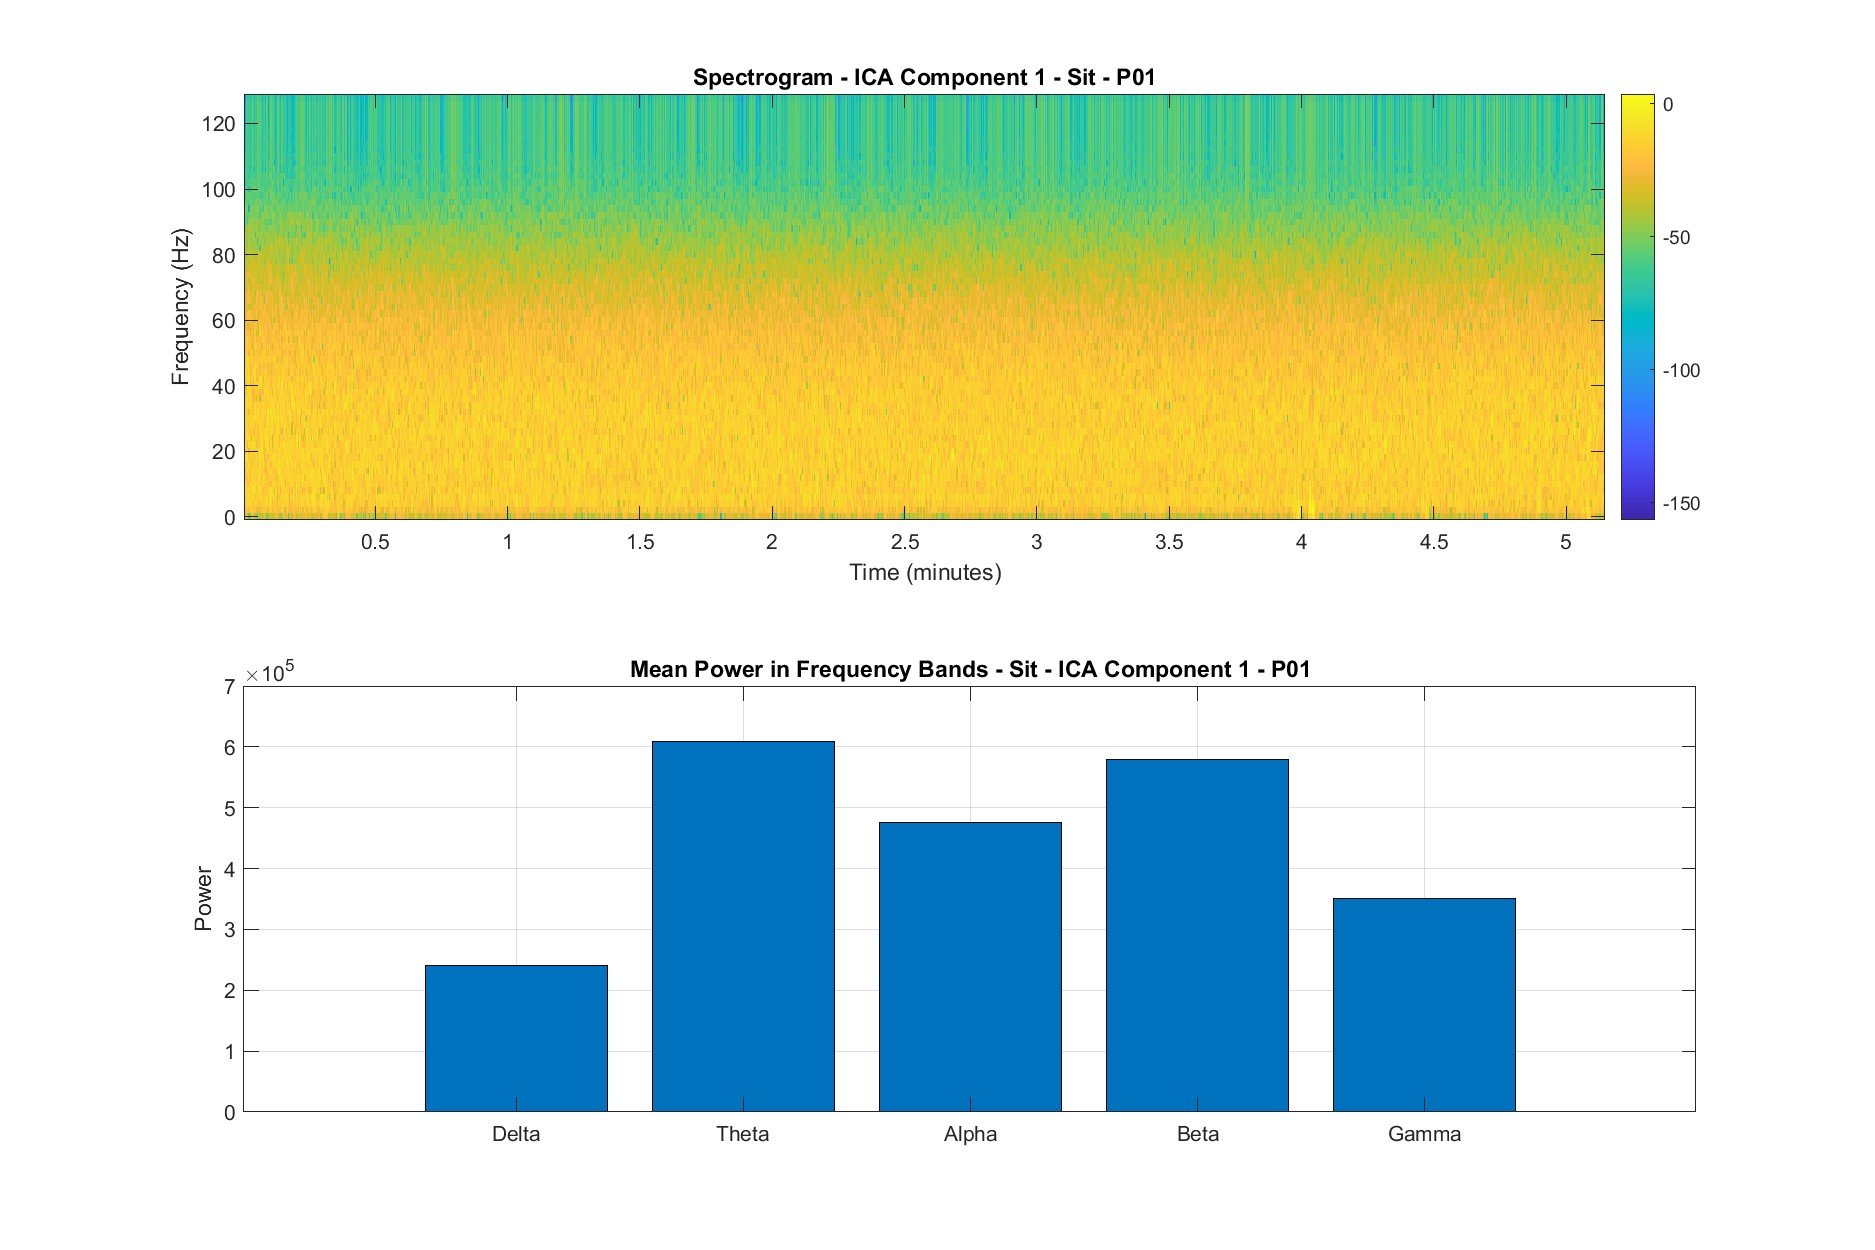 Spectrogram - ICA Component 1 - Sit - P01
120
100
80
60
40
20
0
Frequency (Hz)
0.5 1 1.5 2 2.5 3 3.5 4 4.5 5
Time (minutes)
0
-50
-100
-150
Mean Power in Frequency Bands - Sit - ICA Component 1 - P01
×10⁵
7
6
5
4
3
2
1
0
Power
Delta Theta Alpha Beta Gamma